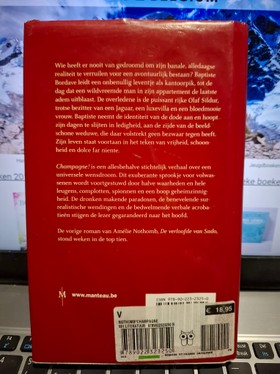 Wie heeft er nooit van gedroomd om zijn banale, alledaagse
realiteit te verruilen voor een avontuurlijk bestaan? Baptiste
Bordave leidt een onbenullig leventje als kantoorpik, tot de
dag dat een wildvreemde man in zijn appartement de laatste
adem uitblaast. De overledene is de puissant rijke Olaf Sildur,
trotse bezitter van een Jaguar, een luxevilla en een bloedmooie
vrouw. Baptiste neemt de identiteit van de dode aan en hoopt
zijn dagen te slijten in ledigheid, aan de zijde van de beeld-
schone weduwe, die daar volstrekt geen bezwaar tegen heeft.
Zijn leven staat voortaan in het teken van vrijheid, schoon-
heid en dolce far niente.
Champagne! is een allesbehalve stichtelijk verhaal over een
universele wensdroom. Dit exuberante sprookje voor volwas-
senen wordt voortgestuwd door halve waarheden en hele
leugens, complotten, spionnen en een hoop geheimzinnig-
heid. De dronken makende paradoxen, de benevelende sur-
realistische wendingen en de bedwelmende verbale acroba-
tieën stijgen de lezer gegarandeerd naar het hoofd.
De vorige roman van Amélie Nothomb, De verloofde van Sado,
stond weken in de top tien.
M
www.manteau.be
€ 18,95
V
boeken